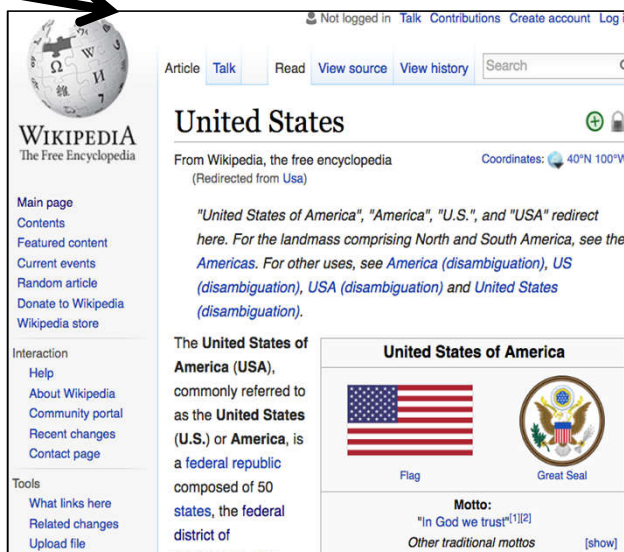 Not logged in Talk Contributions Create account Log i
Article Talk Read View source View history Search
WIKIPEDIA
The Free Encyclopedia
Main page
Contents
Featured content
Current events
Random article
Donate to Wikipedia
Wikipedia store
Interaction
Help
About Wikipedia
Community portal
Recent changes
Contact page
Tools
What links here
Related changes
Upload file
United States
From Wikipedia, the free encyclopedia
Coordinates: 40°N 100°W
(Redirected from Usa)
"United States of America", "America", "U.S.", and "USA" redirect
here. For the landmass comprising North and South America, see the
Americas. For other uses, see America (disambiguation), US
(disambiguation), USA (disambiguation) and United States
(disambiguation).
The United States of
America (USA),
commonly referred to
as the United States
(U.S.) or America, is
a federal republic
composed of 50
states, the federal
district of
United States of America
Flag Great Seal
Motto:
"In God we trust"[1][2]
Other traditional mottos [show]